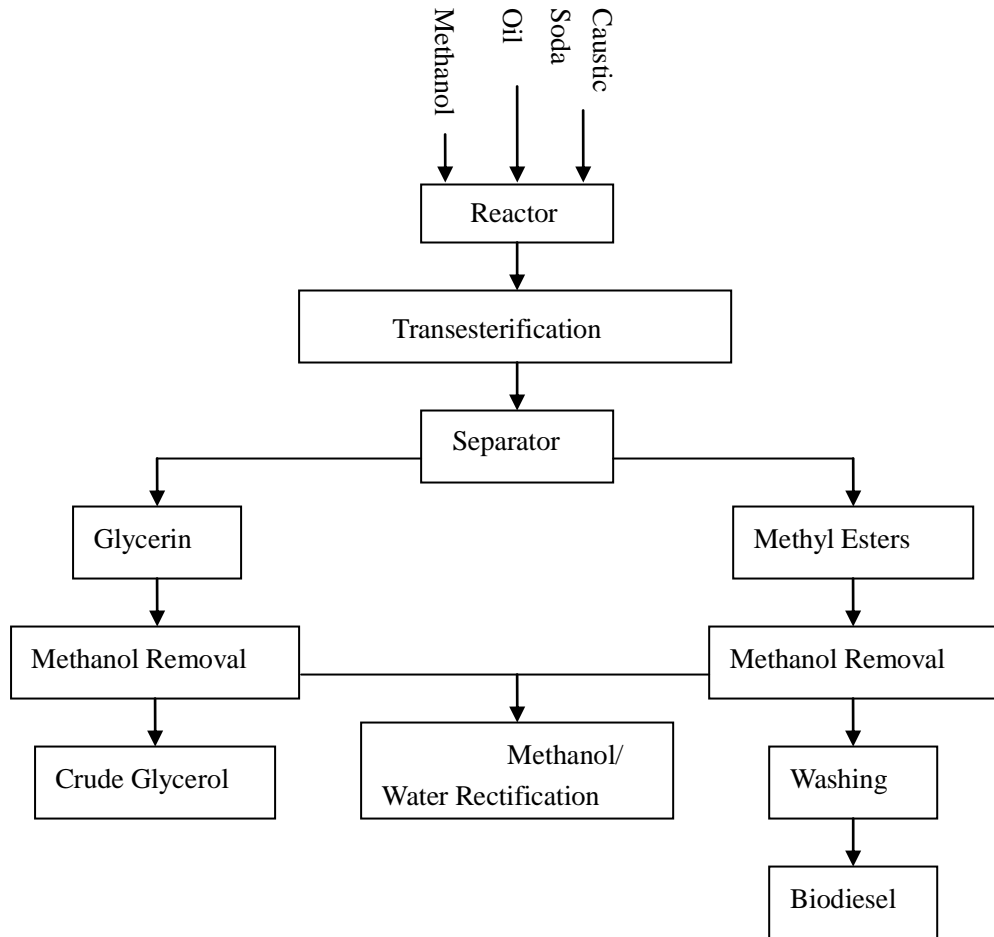 Methanol
Oil
Soda
Caustic
Reactor
Transesterification
Separator
Glycerin
Methyl Esters
Methanol Removal
Methanol Removal
Crude Glycerol
Methanol/
Water Rectification
Washing
Biodiesel